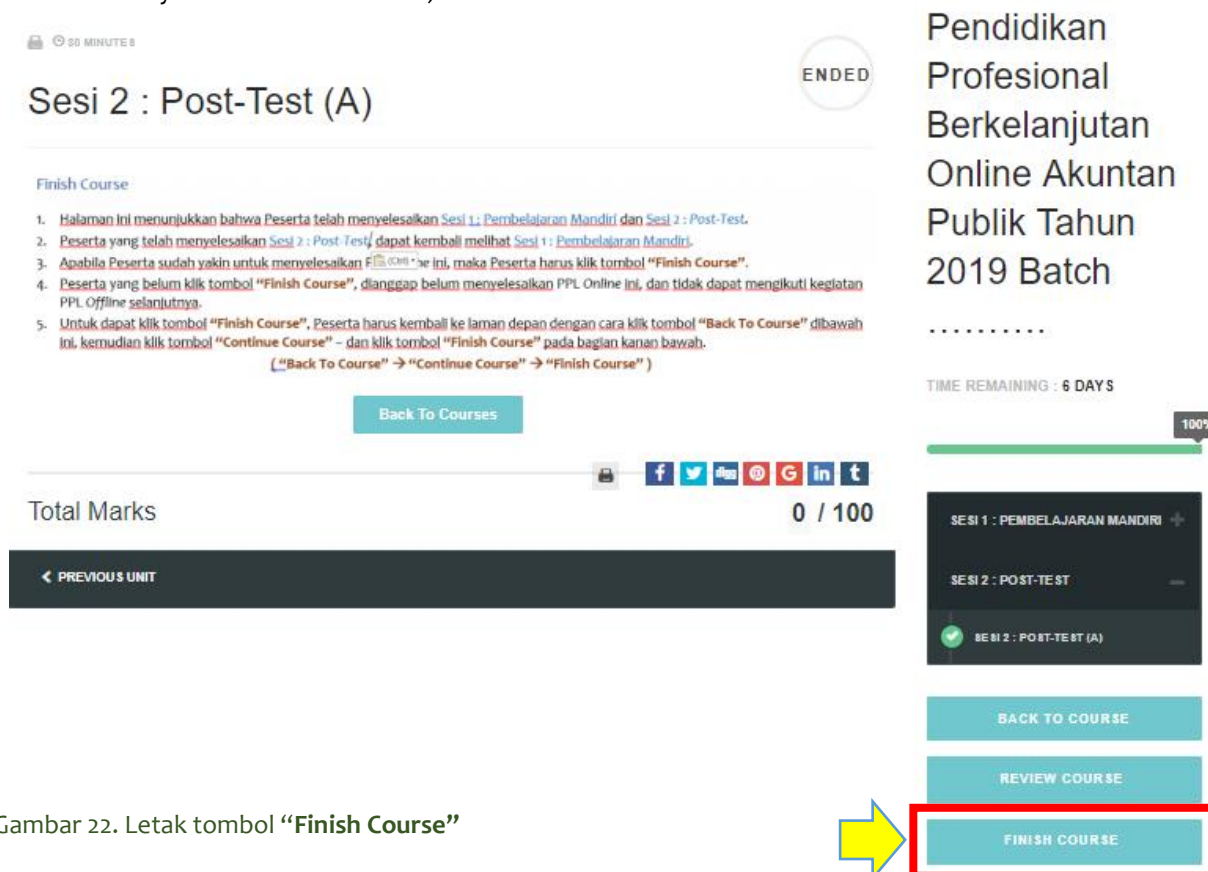 30 MINUTES
Sesi 2 : Post-Test (A)
ENDED
Finish Course
1. Halaman ini menunjukkan bahwa Peserta telah menyelesaikan Sesi 1 : Pembelajaran Mandiri dan Sesi 2 : Post-Test.
2. Peserta yang telah menyelesaikan Sesi 2 : Post-Test, dapat kembali melihat Sesi 1 : Pembelajaran Mandiri.
3. Apabila Peserta sudah yakin untuk menyelesaikan P (Ctrl) ne ini, maka Peserta harus klik tombol “Finish Course”.
4. Peserta yang belum klik tombol “Finish Course”, dianggap belum menyelesaikan PPL Online ini, dan tidak dapat mengikuti kegiatan
PPL Offline selanjutnya.
5. Untuk dapat klik tombol “Finish Course”, Peserta harus kembali ke laman depan dengan cara klik tombol “Back To Course” dibawah
ini, kemudian klik tombol “Continue Course” – dan klik tombol “Finish Course” pada bagian kanan bawah.
( “Back To Course” → “Continue Course” → “Finish Course” )
Back To Courses
f digg G in t
Total Marks
0 / 100
< PREVIOUS UNIT
Gambar 22. Letak tombol “Finish Course”
Pendidikan
Profesional
Berkelanjutan
Online Akuntan
Publik Tahun
2019 Batch
..........
TIME REMAINING : 6 DAYS
100%
SESI 1 : PEMBELAJARAN MANDIRI +
SESI 2 : POST-TEST –
SESI 2 : POST-TEST (A)
BACK TO COURSE
REVIEW COURSE
FINISH COURSE